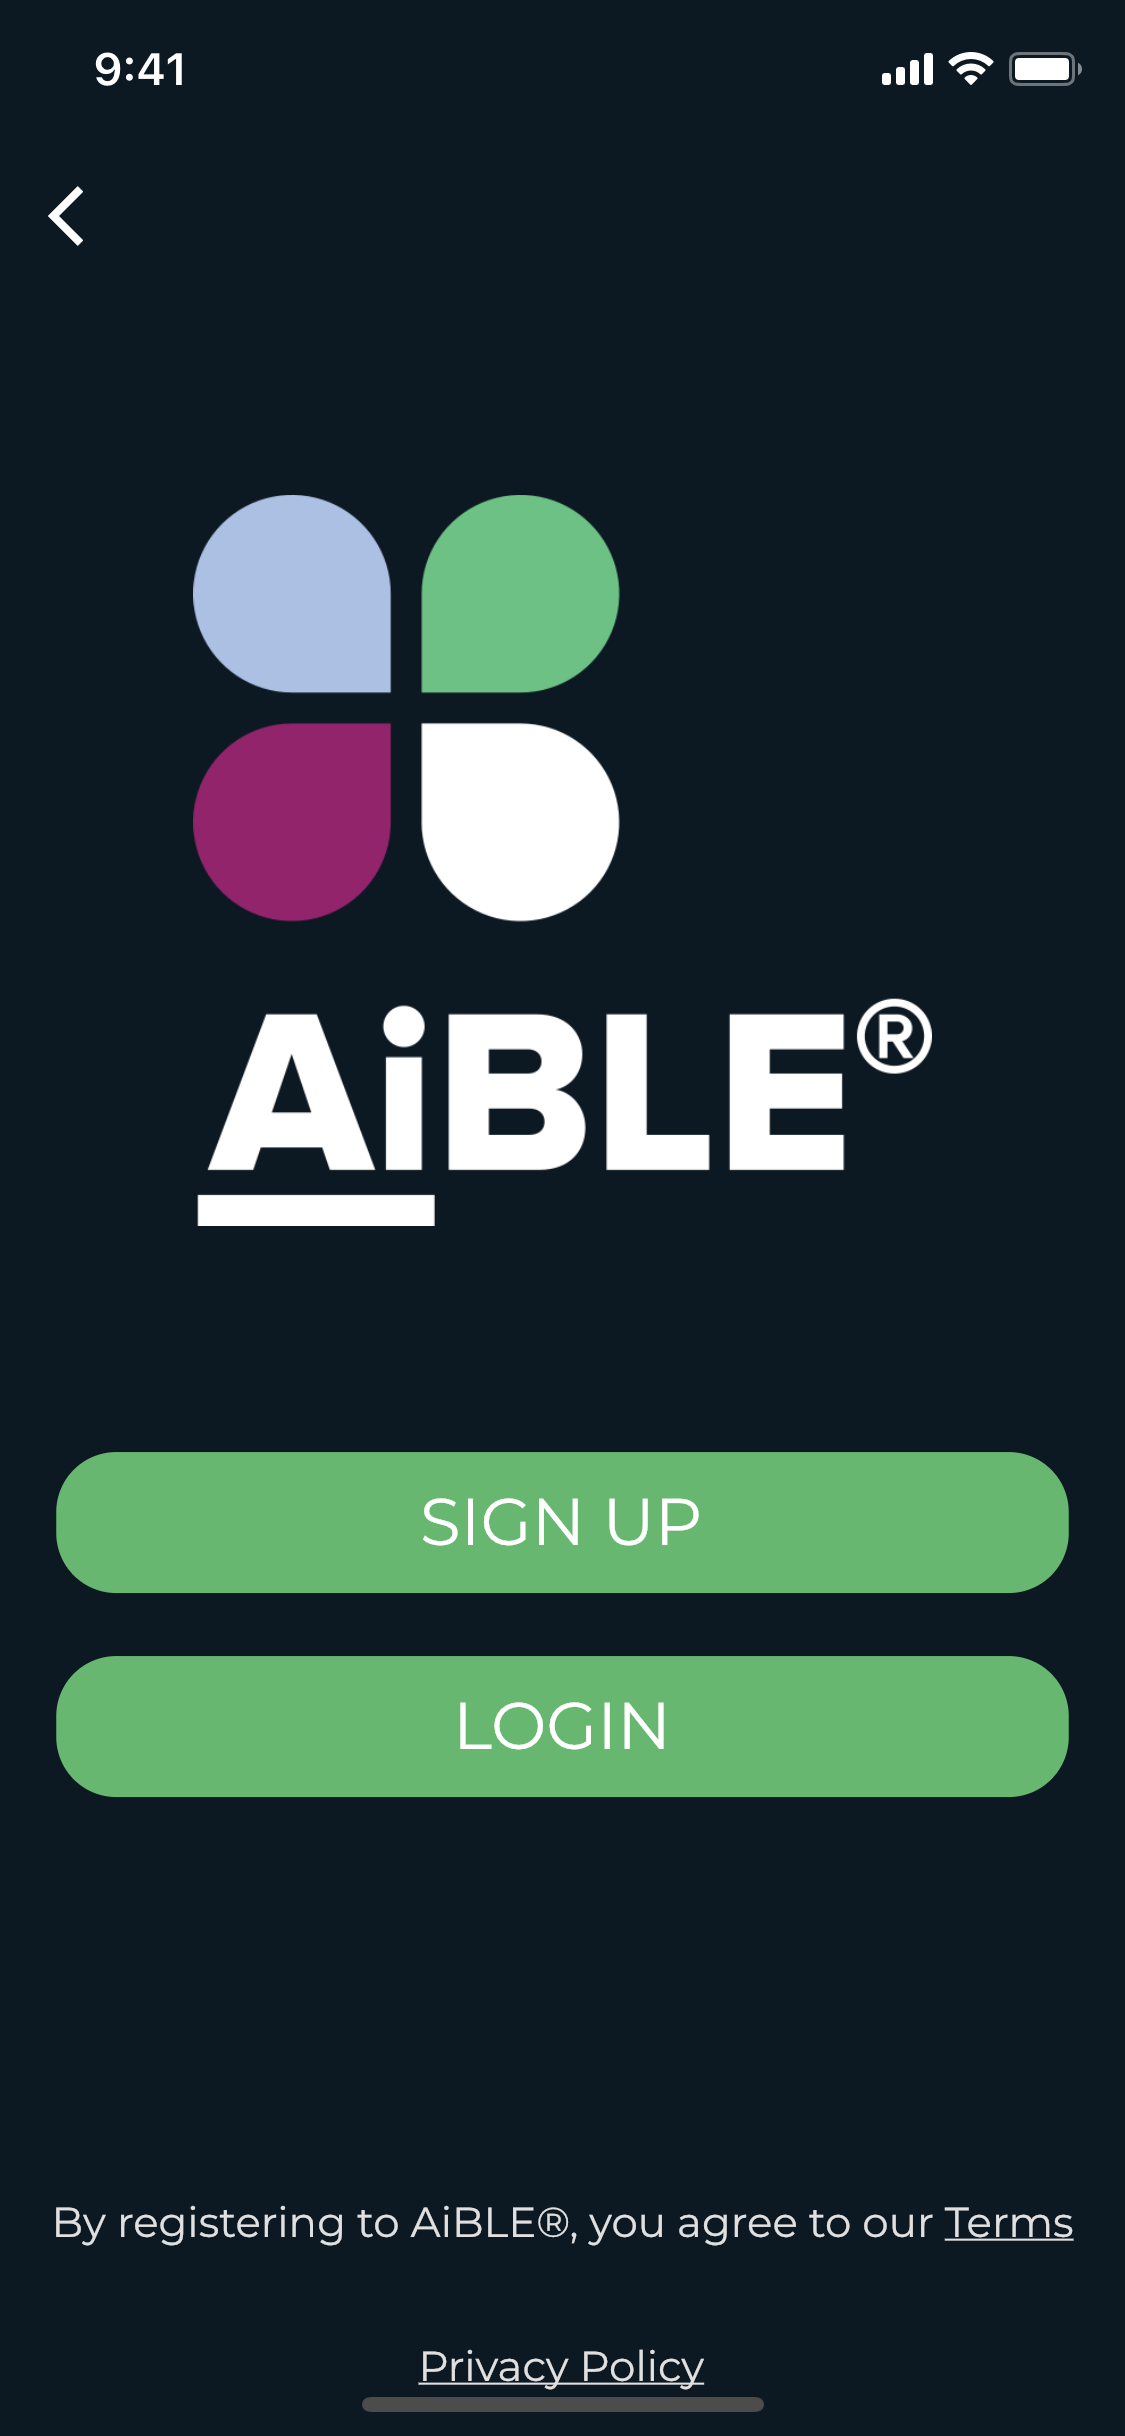 9:41
AiBLE®
SIGN UP
LOGIN
By registering to AiBLE®, you agree to our Terms
Privacy Policy